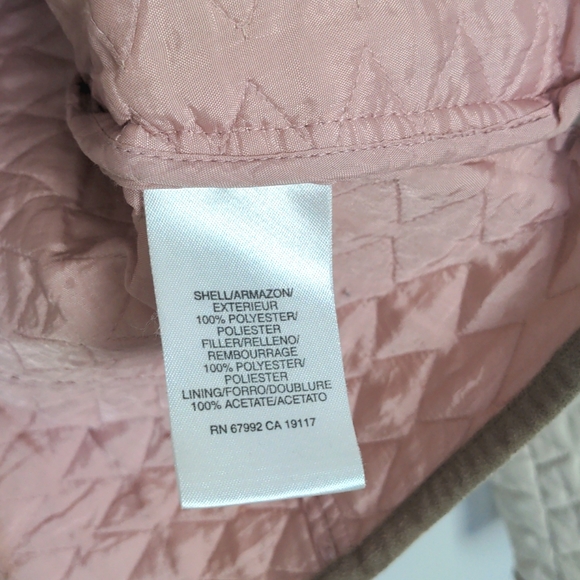 SHELL/ARMAZON/
EXTERIEUR
100% POLYESTER/
POLIESTER
FILLER/RELLENO/
REMBOURRAGE
100% POLYESTER/
POLIESTER
LINING/FORRO/DOUBLURE
100% ACETATE/ACETATO
RN 67992 CA 19117